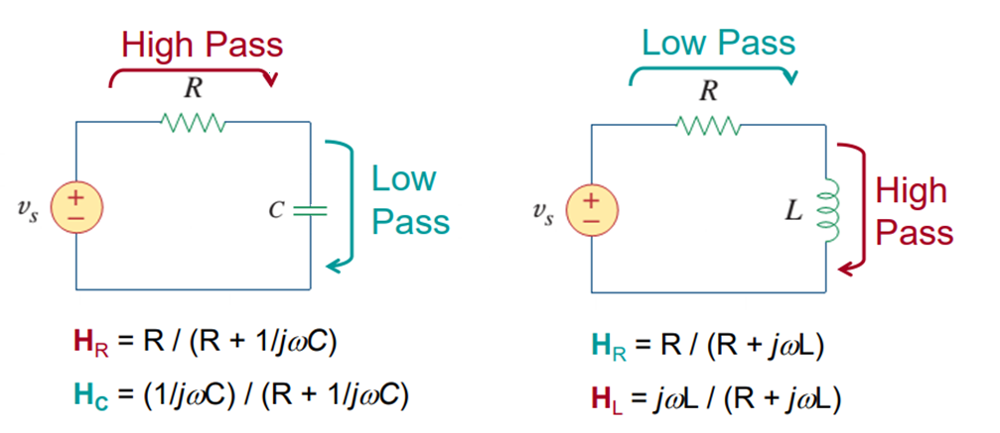 High Pass
R
+
−
vs
C
Low
Pass
HR = R / (R + 1/jωC)
HC = (1/jωC) / (R + 1/jωC)
Low Pass
R
+
−
vs
L
High
Pass
HR = R / (R + jωL)
HL = jωL / (R + jωL)